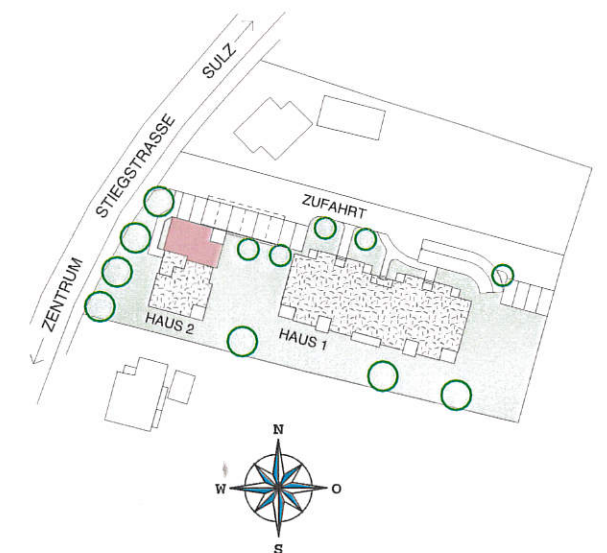 SULZ
STIEGSTRASSE
ZENTRUM
ZUFAHRT
HAUS 2
HAUS 1
N
W O
S